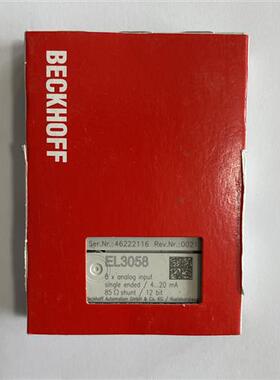 BECKHOFF
Ser.Nr.: 46222116 Rev.Nr.: 0021
EL3058
8 x analog input
single ended / 4...20 mA
85 Ω shunt / 12 bit
Beckhoff Automation GmbH & Co. KG /